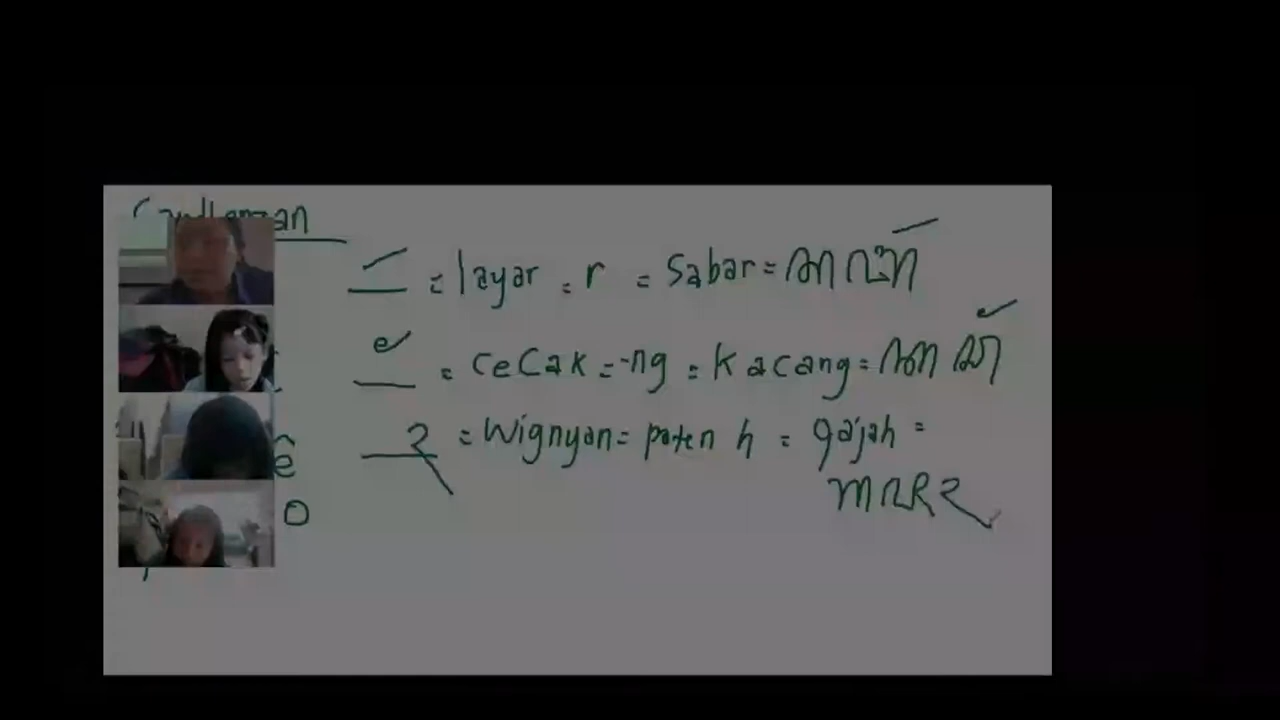 = layar = r = Sabar = ꦱꦧꦂ
= cecak = -ng = kacang = ꦏꦕꦁ
ê = wignyan = paten h = gajah =
ꦒꦗꦃ
O